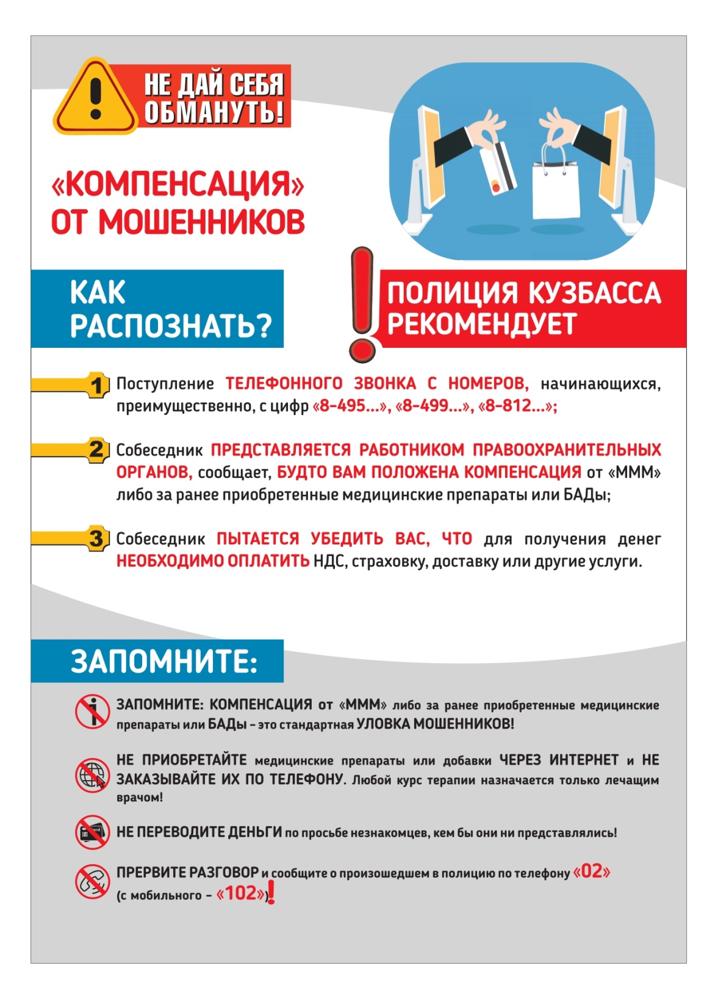 НЕ ДАЙ СЕБЯ
ОБМАНУТЬ!
«КОМПЕНСАЦИЯ»
ОТ МОШЕННИКОВ
КАК
РАСПОЗНАТЬ?
ПОЛИЦИЯ КУЗБАССА
РЕКОМЕНДУЕТ
1 Поступление ТЕЛЕФОННОГО ЗВОНКА С НОМЕРОВ, начинающихся,
преимущественно, с цифр «8-495...», «8-499...», «8-812...»;
2 Собеседник ПРЕДСТАВЛЯЕТСЯ РАБОТНИКОМ ПРАВООХРАНИТЕЛЬНЫХ
ОРГАНОВ, сообщает, БУДТО ВАМ ПОЛОЖЕНА КОМПЕНСАЦИЯ от «МММ»
либо за ранее приобретенные медицинские препараты или БАДы;
3 Собеседник ПЫТАЕТСЯ УБЕДИТЬ ВАС, ЧТО для получения денег
НЕОБХОДИМО ОПЛАТИТЬ НДС, страховку, доставку или другие услуги.
ЗАПОМНИТЕ:
ЗАПОМНИТЕ: КОМПЕНСАЦИЯ от «МММ» либо за ранее приобретенные медицинские
препараты или БАДы – это стандартная УЛОВКА МОШЕННИКОВ!
НЕ ПРИОБРЕТАЙТЕ медицинские препараты или добавки ЧЕРЕЗ ИНТЕРНЕТ и НЕ
ЗАКАЗЫВАЙТЕ ИХ ПО ТЕЛЕФОНУ. Любой курс терапии назначается только лечащим
врачом!
НЕ ПЕРЕВОДИТЕ ДЕНЬГИ по просьбе незнакомцев, кем бы они ни представлялись!
ПРЕРВИТЕ РАЗГОВОР и сообщите о произошедшем в полицию по телефону «02»
(с мобильного – «102»)!